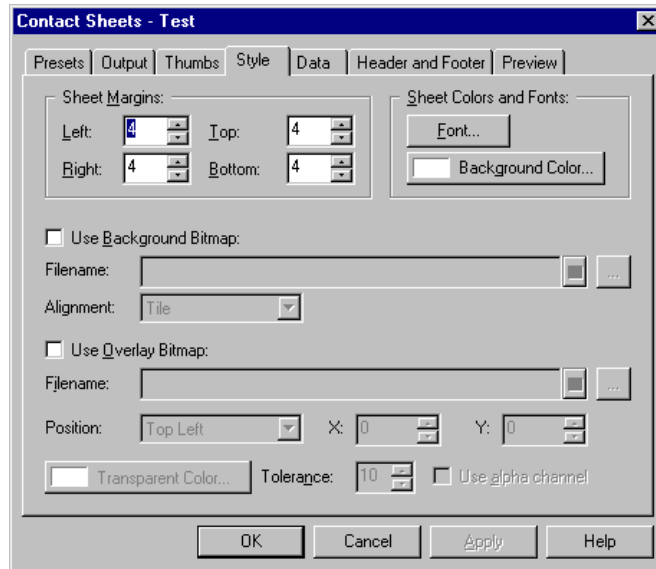 Contact Sheets - Test
Presets Output Thumbs Style Data Header and Footer Preview
Sheet Margins: Sheet Colors and Fonts:
Left: 4 Top: 4 Font...
Right: 4 Bottom: 4 Background Color...
Use Background Bitmap:
Filename: ...
Alignment: Tile
Use Overlay Bitmap:
Filename: ...
Position: Top Left X: 0 Y: 0
Transparent Color... Tolerance: 10 Use alpha channel
OK Cancel Apply Help